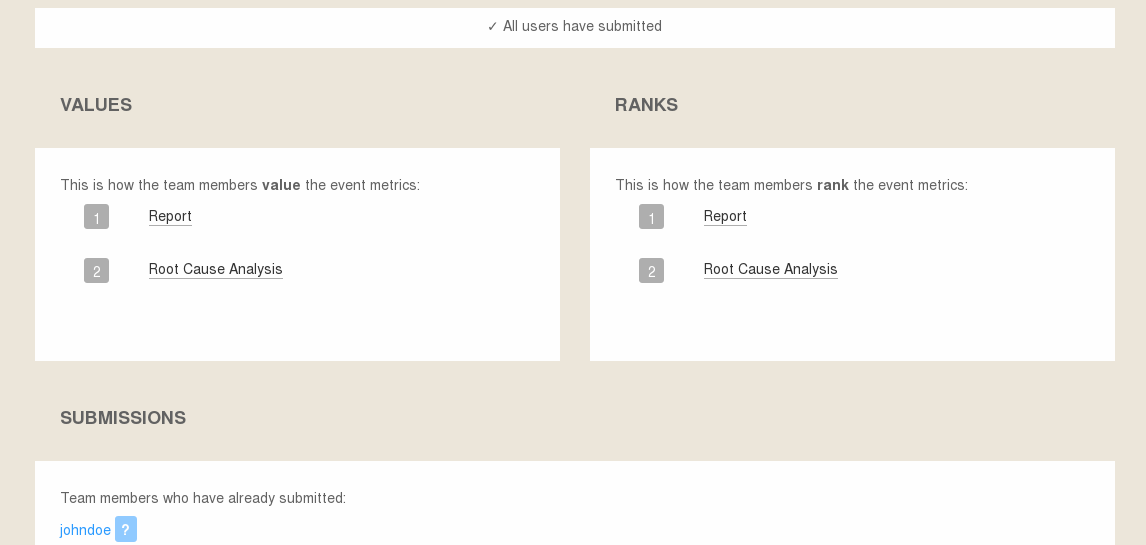 ✓ All users have submitted
VALUES
RANKS
This is how the team members value the event metrics:
1 Report
2 Root Cause Analysis
This is how the team members rank the event metrics:
1 Report
2 Root Cause Analysis
SUBMISSIONS
Team members who have already submitted:
johndoe ?